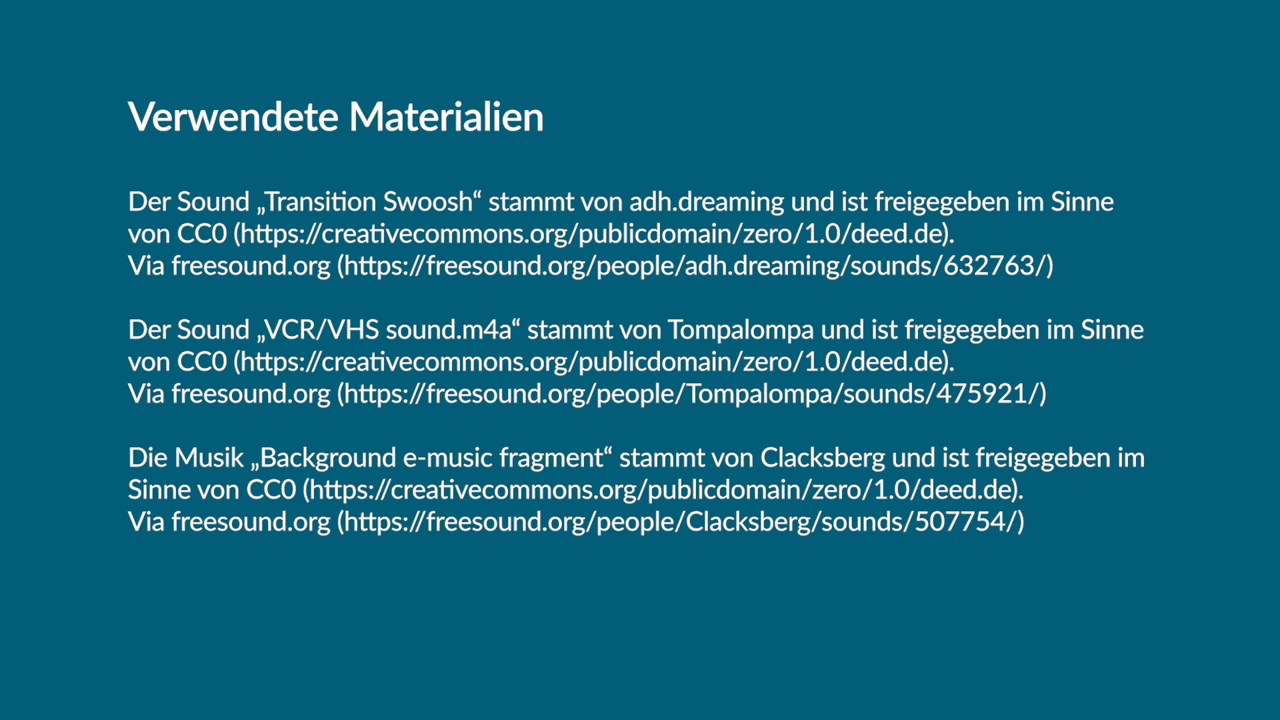 Verwendete Materialien
Der Sound „Transition Swoosh“ stammt von adh.dreaming und ist freigegeben im Sinne
von CC0 (https://creativecommons.org/publicdomain/zero/1.0/deed.de).
Via freesound.org (https://freesound.org/people/adh.dreaming/sounds/632763/)
Der Sound „VCR/VHS sound.m4a“ stammt von Tompalompa und ist freigegeben im Sinne
von CC0 (https://creativecommons.org/publicdomain/zero/1.0/deed.de).
Via freesound.org (https://freesound.org/people/Tompalompa/sounds/475921/)
Die Musik „Background e-music fragment“ stammt von Clacksberg und ist freigegeben im
Sinne von CC0 (https://creativecommons.org/publicdomain/zero/1.0/deed.de).
Via freesound.org (https://freesound.org/people/Clacksberg/sounds/507754/)